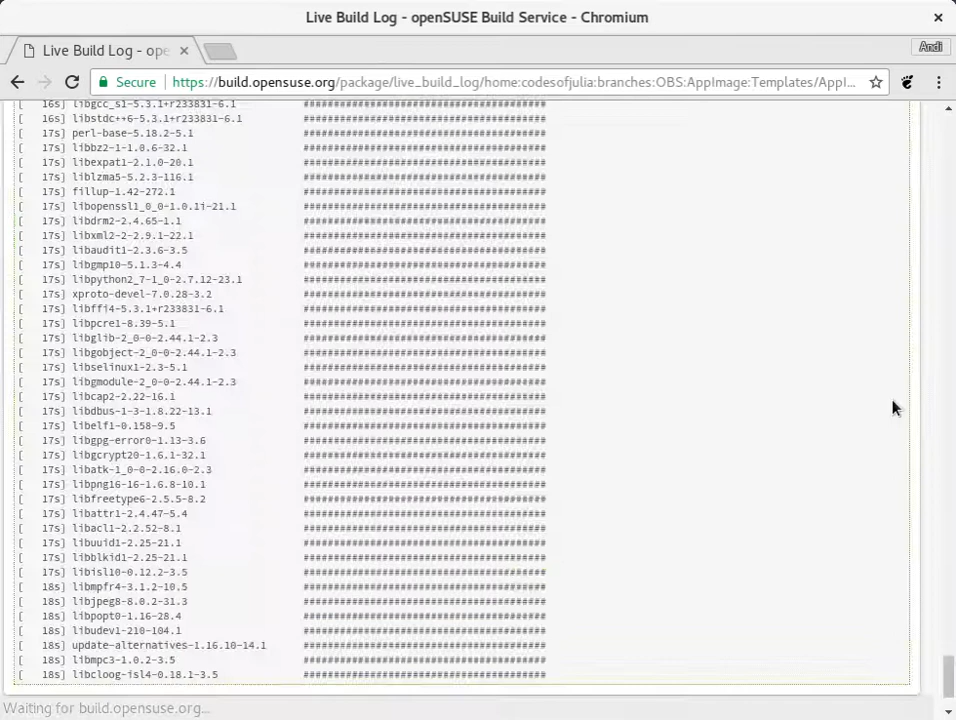 Live Build Log - openSUSE Build Service - Chromium
Live Build Log - ope
Andi
Secure https://build.opensuse.org/package/live_build_log/home:codesofjulia:branches:OBS:AppImage:Templates/AppI...
[ 16s] libgcc_s1-5.3.1+r233831-6.1 ########################################
[ 16s] libstdc++6-5.3.1+r233831-6.1 ########################################
[ 17s] perl-base-5.18.2-5.1 ########################################
[ 17s] libbz2-1-1.0.6-32.1 ########################################
[ 17s] libexpat1-2.1.0-20.1 ########################################
[ 17s] liblzma5-5.2.3-116.1 ########################################
[ 17s] fillup-1.42-272.1 ########################################
[ 17s] libopenssl1_0_0-1.0.1i-21.1 ########################################
[ 17s] libdrm2-2.4.65-1.1 ########################################
[ 17s] libxml2-2-2.9.1-22.1 ########################################
[ 17s] libaudit1-2.3.6-3.5 ########################################
[ 17s] libgmp10-5.1.3-4.4 ########################################
[ 17s] libpython2_7-1_0-2.7.12-23.1 ########################################
[ 17s] xproto-devel-7.0.28-3.2 ########################################
[ 17s] libffi4-5.3.1+r233831-6.1 ########################################
[ 17s] libpcre1-8.39-5.1 ########################################
[ 17s] libglib-2_0-0-2.44.1-2.3 ########################################
[ 17s] libgobject-2_0-0-2.44.1-2.3 ########################################
[ 17s] libselinux1-2.3-5.1 ########################################
[ 17s] libgmodule-2_0-0-2.44.1-2.3 ########################################
[ 17s] libcap2-2.22-16.1 ########################################
[ 17s] libdbus-1-3-1.8.22-13.1 ########################################
[ 17s] libelf1-0.158-9.5 ########################################
[ 17s] libgpg-error0-1.13-3.6 ########################################
[ 17s] libgcrypt20-1.6.1-32.1 ########################################
[ 17s] libatk-1_0-0-2.16.0-2.3 ########################################
[ 17s] libpng16-16-1.6.8-10.1 ########################################
[ 17s] libfreetype6-2.5.5-8.2 ########################################
[ 17s] libattr1-2.4.47-5.4 ########################################
[ 17s] libacl1-2.2.52-8.1 ########################################
[ 17s] libuuid1-2.25-21.1 ########################################
[ 17s] libblkid1-2.25-21.1 ########################################
[ 17s] libisl10-0.12.2-3.5 ########################################
[ 18s] libmpfr4-3.1.2-10.5 ########################################
[ 18s] libjpeg8-8.0.2-31.3 ########################################
[ 18s] libpopt0-1.16-28.4 ########################################
[ 18s] libudev1-210-104.1 ########################################
[ 18s] update-alternatives-1.16.10-14.1 ########################################
[ 18s] libmpc3-1.0.2-3.5 ########################################
[ 18s] libcloog-isl4-0.18.1-3.5 ########################################
Waiting for build.opensuse.org...